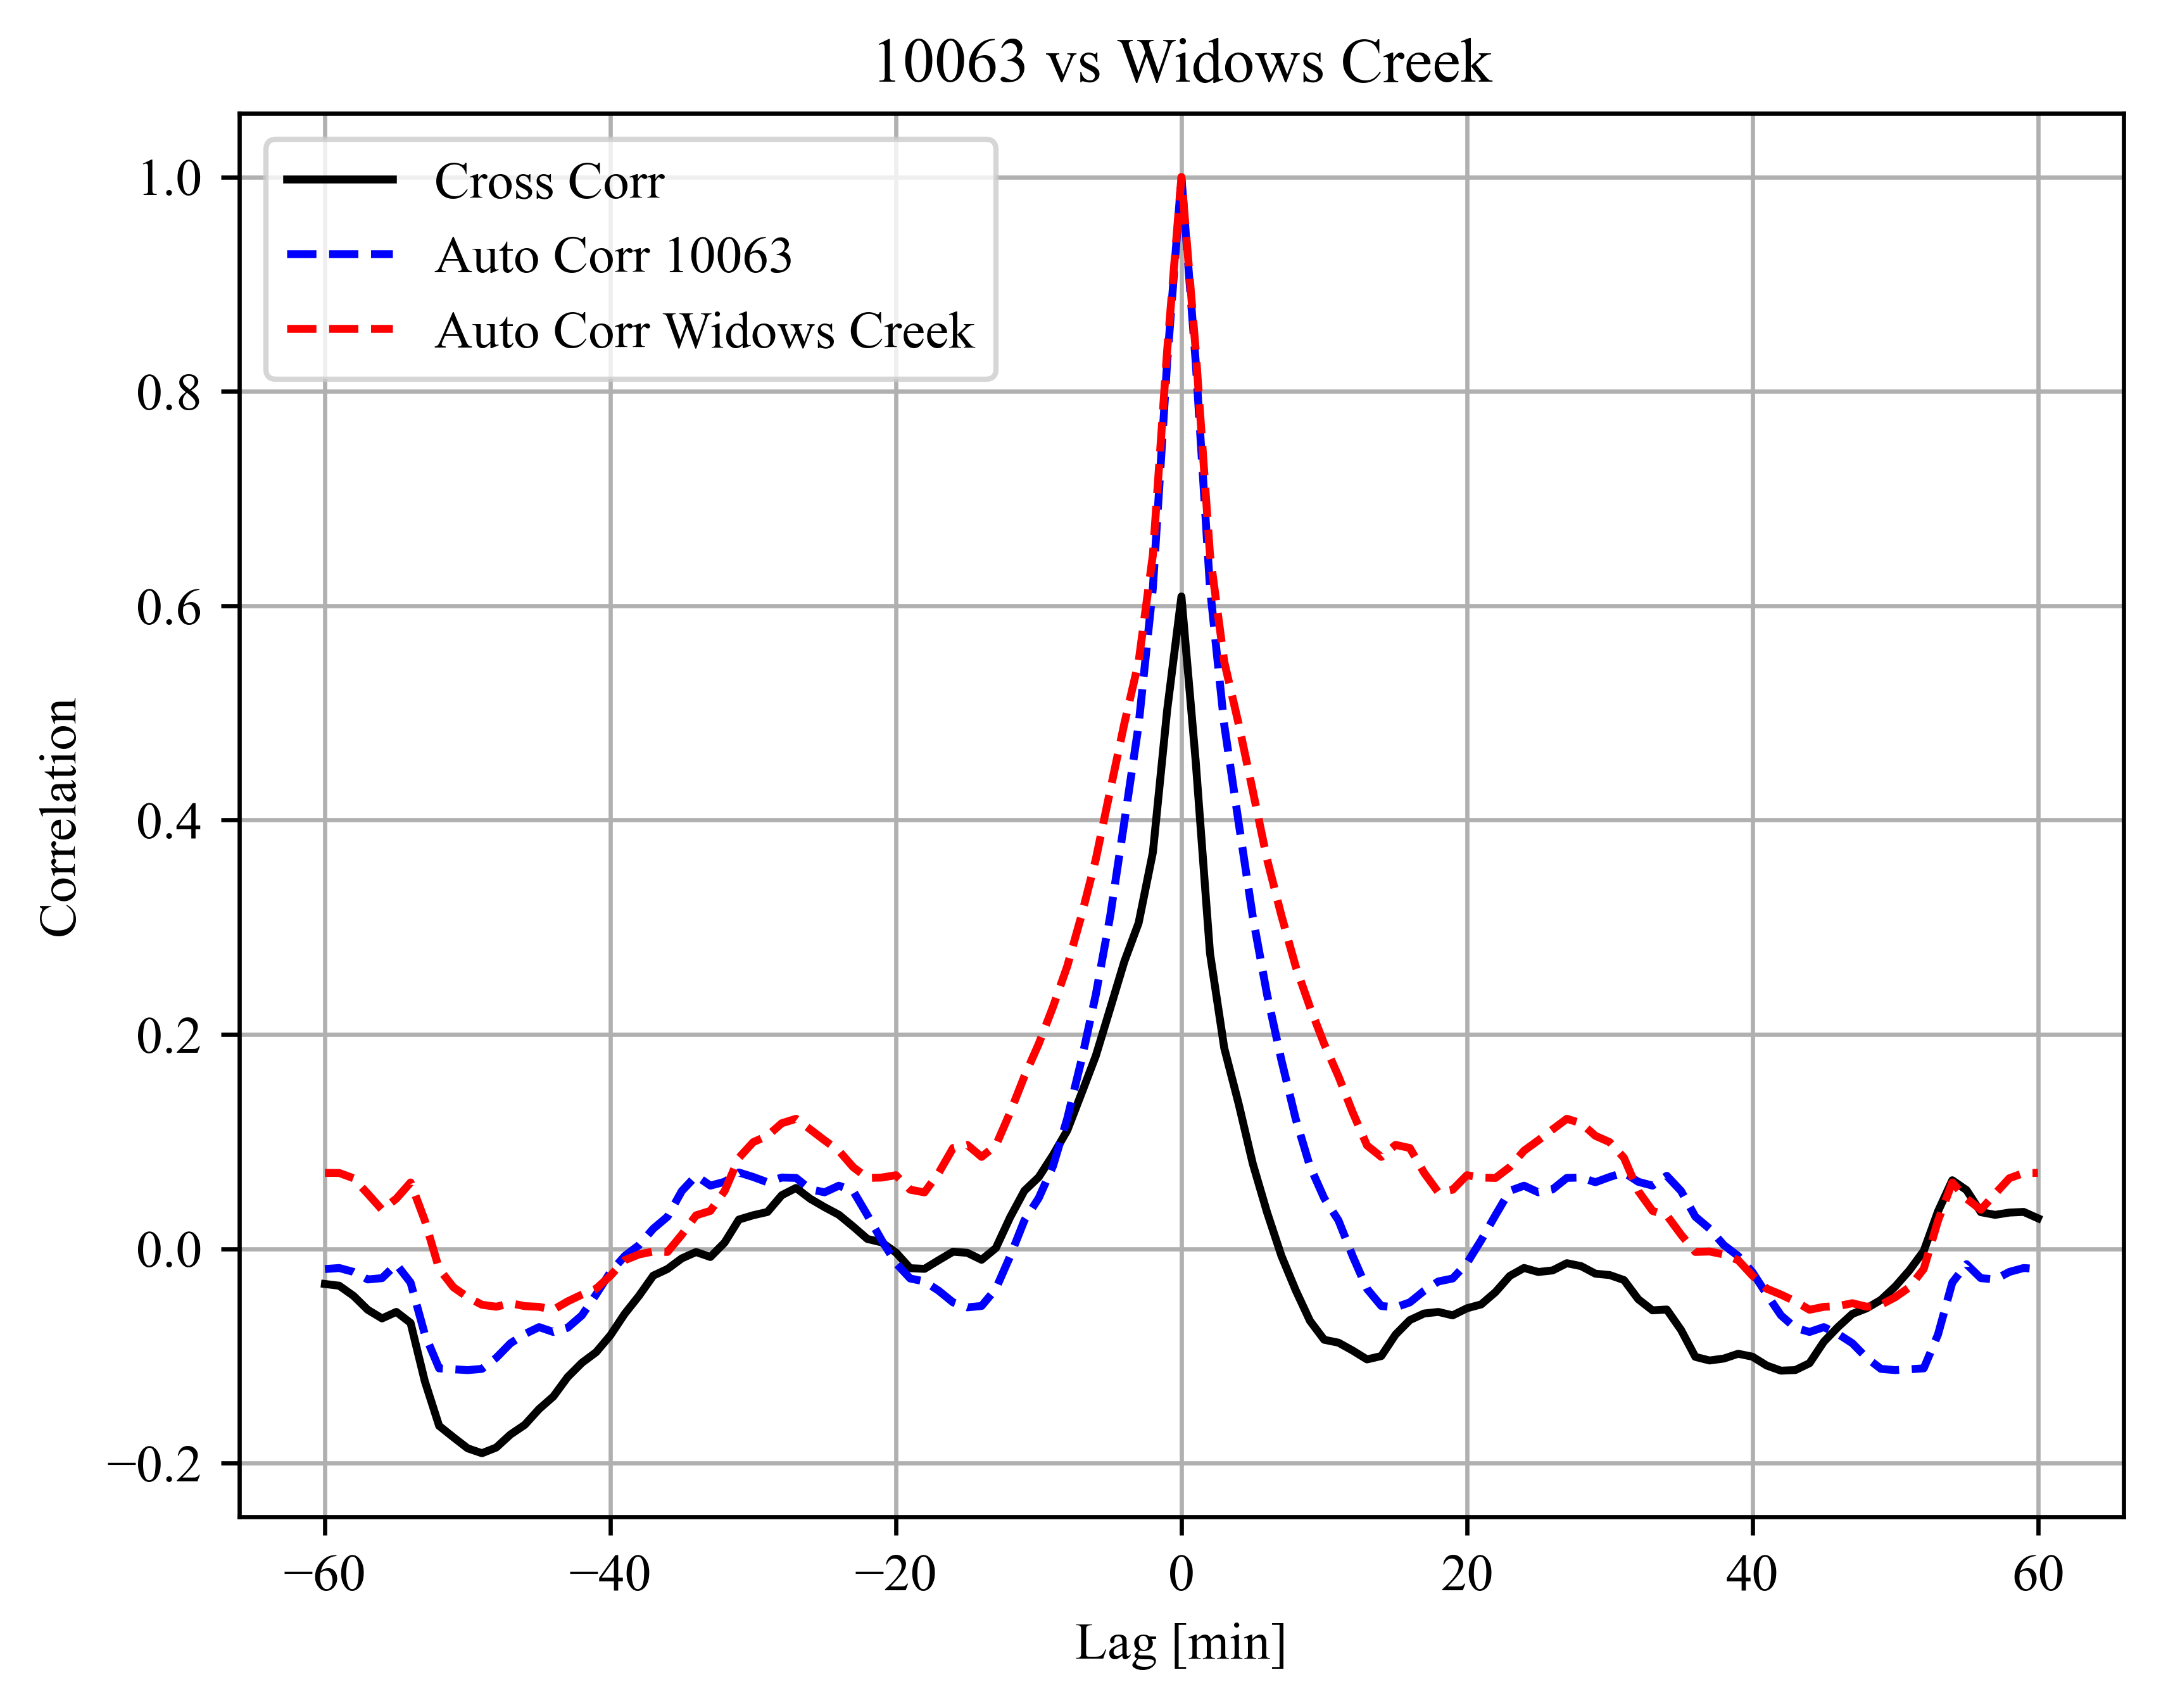 10063 vs Widows Creek
Cross Corr
Auto Corr 10063
Auto Corr Widows Creek
1.0
0.8
0.6
0.4
0.2
0.0
−0.2
Correlation
−60 −40 −20 0 20 40 60
Lag [min]